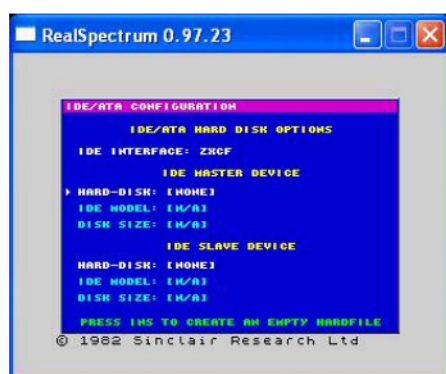 RealSpectrum 0.97.23
IDE/ATA CONFIGURATION
IDE/ATA HARD DISK OPTIONS
IDE INTERFACE: ZXCF
IDE MASTER DEVICE
HARD-DISK: [NONE]
IDE MODEL: [N/A]
DISK SIZE: [N/A]
IDE SLAVE DEVICE
HARD-DISK: [NONE]
IDE MODEL: [N/A]
DISK SIZE: [N/A]
PRESS INS TO CREATE AN EMPTY HARDFILE
© 1982 Sinclair Research Ltd